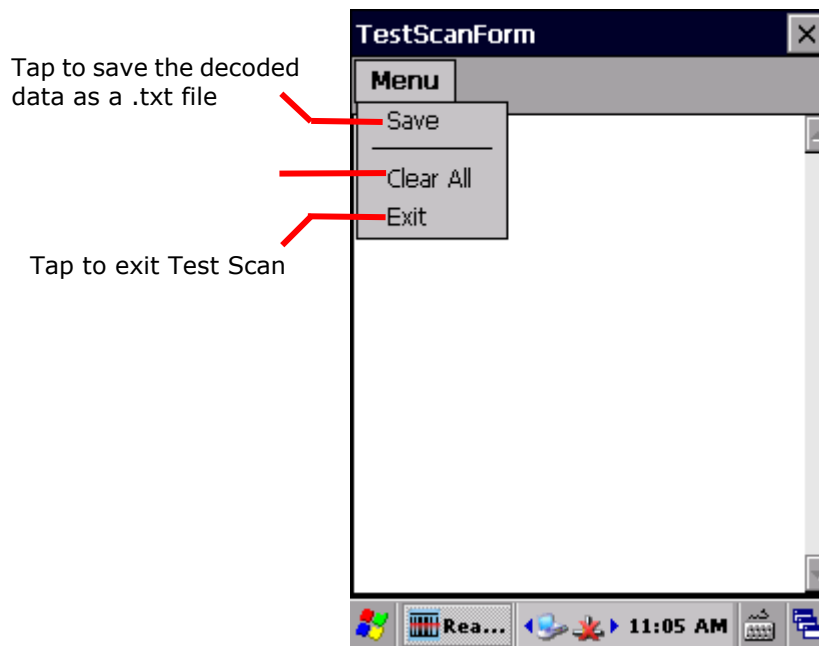 TestScanForm
Tap to save the decoded
data as a .txt file
Menu
Save
Clear All
Exit
Tap to exit Test Scan
Rea...
11:05 AM